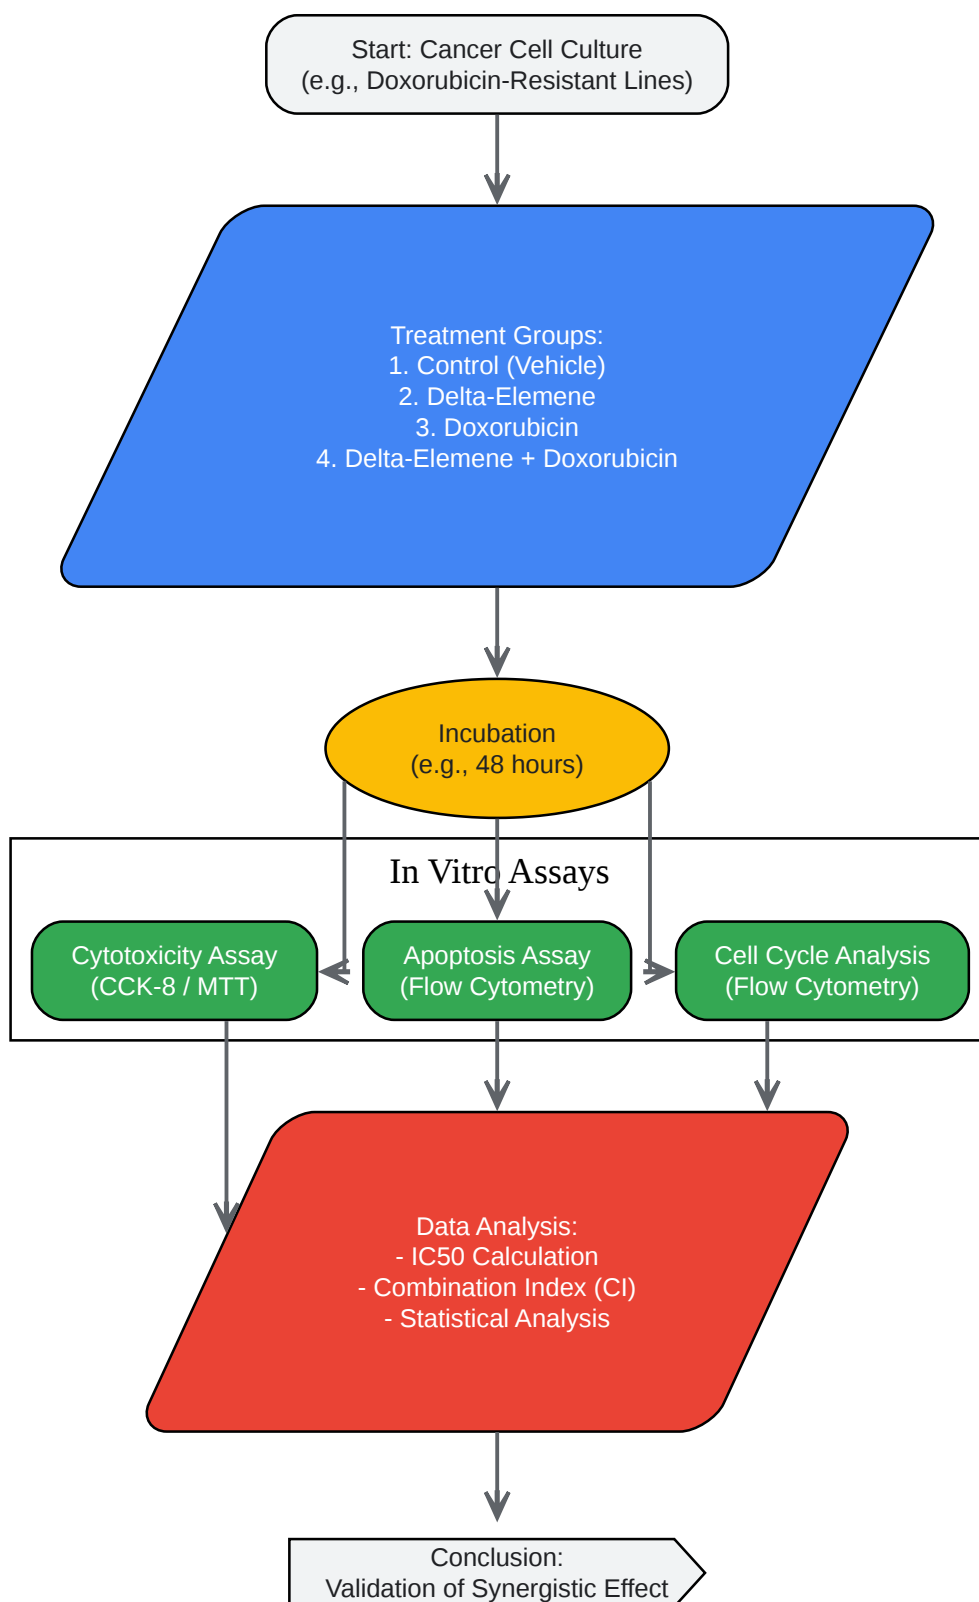 Start: Cancer Cell Culture
(e.g., Doxorubicin-Resistant Lines)
Treatment Groups:
1. Control (Vehicle)
2. Delta-Elemene
3. Doxorubicin
4. Delta-Elemene + Doxorubicin
Incubation
(e.g., 48 hours)
In Vitro Assays
Cytotoxicity Assay
(CCK-8 / MTT)
Apoptosis Assay
(Flow Cytometry)
Cell Cycle Analysis
(Flow Cytometry)
Data Analysis:
- IC50 Calculation
- Combination Index (CI)
- Statistical Analysis
Conclusion:
Validation of Synergistic Effect